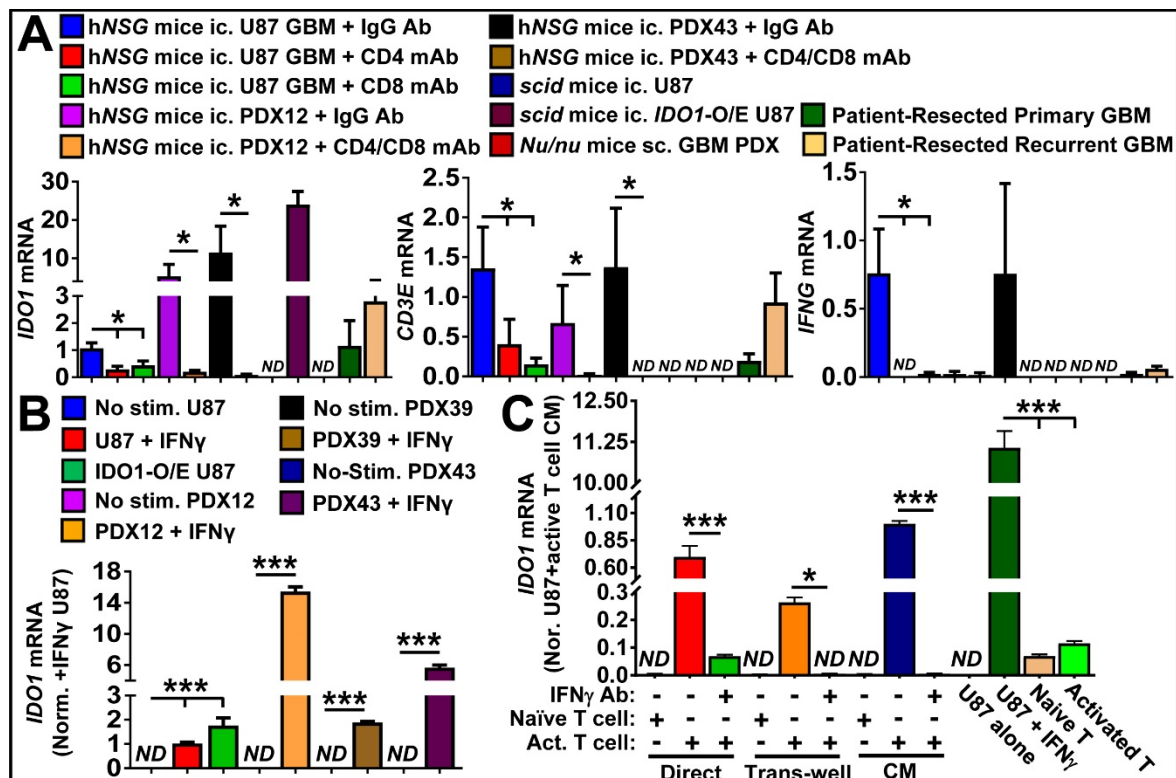 A
hNSG mice ic. U87 GBM + IgG Ab
hNSG mice ic. U87 GBM + CD4 mAb
hNSG mice ic. U87 GBM + CD8 mAb
hNSG mice ic. PDX12 + IgG Ab
hNSG mice ic. PDX12 + CD4/CD8 mAb
hNSG mice ic. PDX43 + IgG Ab
hNSG mice ic. PDX43 + CD4/CD8 mAb
scid mice ic. U87
scid mice ic. IDO1-O/E U87
Nu/nu mice sc. GBM PDX
Patient-Resected Primary GBM
Patient-Resected Recurrent GBM
IDO1 mRNA
30
20
10
3
2
1
0
*
*
*
ND
ND
CD3E mRNA
2.5
2.0
1.5
1.0
0.5
0.0
*
*
*
ND ND ND ND
IFNG mRNA
1.5
1.0
0.5
0.0
*
ND
ND ND ND ND
B
No stim. U87
U87 + IFNγ
IDO1-O/E U87
No stim. PDX12
PDX12 + IFNγ
No stim. PDX39
PDX39 + IFNγ
No-Stim. PDX43
PDX43 + IFNγ
IDO1 mRNA
(Norm. +IFNγ U87)
18
14
10
6
2
1
0
***
***
***
***
ND
ND
ND
ND
C
IDO1 mRNA
(Nor. U87+active T cell CM)
12.50
11.25
10.00
1.10
0.85
0.60
0.3
0.2
0.1
0.0
***
*
***
***
ND
ND
ND
ND
ND
IFNγ Ab: - - + - - + - - +
Naïve T cell: + - - + - - + - -
Act. T cell: - + + - + + - + +
Direct Trans-well CM
U87 alone
U87 + IFNγ
Naive T
Activated T